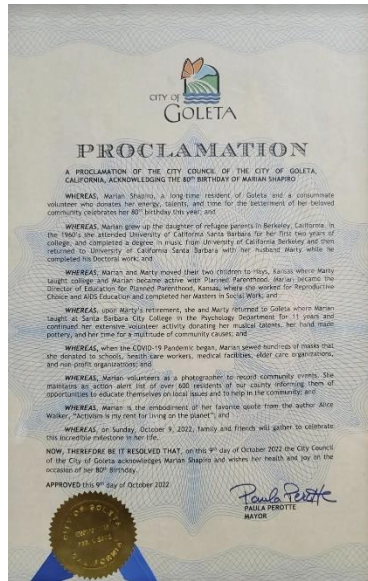 CITY OF
GOLETA
PROCLAMATION
A PROCLAMATION OF THE CITY COUNCIL OF THE CITY OF GOLETA,
CALIFORNIA, ACKNOWLEDGING THE 80th BIRTHDAY OF MARIAN SHAPIRO
WHEREAS, Marian Shapiro, a long-time resident of Goleta and a consummate
volunteer who donates her energy, talents, and time for the betterment of her beloved
community celebrates her 80th birthday this year; and
WHEREAS, Marian grew up the daughter of refugee parents in Berkeley, California. In
the 1960's she attended University of California Santa Barbara for her first two years of
college, and completed a degree in music from University of California Berkeley and then
returned to University of California Santa Barbara with her husband Marty while he
completed his Doctoral work; and
WHEREAS, Marian and Marty moved their two children to Hays, Kansas where Marty
taught college and Marian became active with Planned Parenthood. Marian became the
Director of Education for Planned Parenthood, Kansas, where she worked for Reproductive
Choice and AIDS Education and completed her Masters in Social Work; and
WHEREAS, upon Marty's retirement, she and Marty returned to Goleta where Marian
taught at Santa Barbara City College in the Psychology Department for 11 years and
continued her extensive volunteer activity donating her musical talents, her hand made
pottery, and her time for a multitude of community causes; and
WHEREAS, when the COVID-19 Pandemic began, Marian sewed hundreds of masks that
she donated to schools, health care workers, medical facilities, elder care organizations,
and non-profit organizations; and
WHEREAS, Marian volunteers as a photographer to record community events. She
maintains an action alert list of over 600 residents of our county informing them of
opportunities to educate themselves on local issues and to help in the community; and
WHEREAS, Marian is the embodiment of her favorite quote from the author Alice
Walker, "Activism is my rent for living on the planet"; and
WHEREAS, on Sunday, October 9, 2022, family and friends will gather to celebrate
this incredible milestone in her life.
NOW, THEREFORE BE IT RESOLVED THAT, on this 9th day of October 2022 the City Council
of the City of Goleta acknowledges Marian Shapiro and wishes her health and joy on the
occasion of her 80th Birthday.
APPROVED this 9th day of October 2022
Paula Perotte
PAULA PEROTTE
MAYOR
CITY OF GOLETA
CALIFORNIA